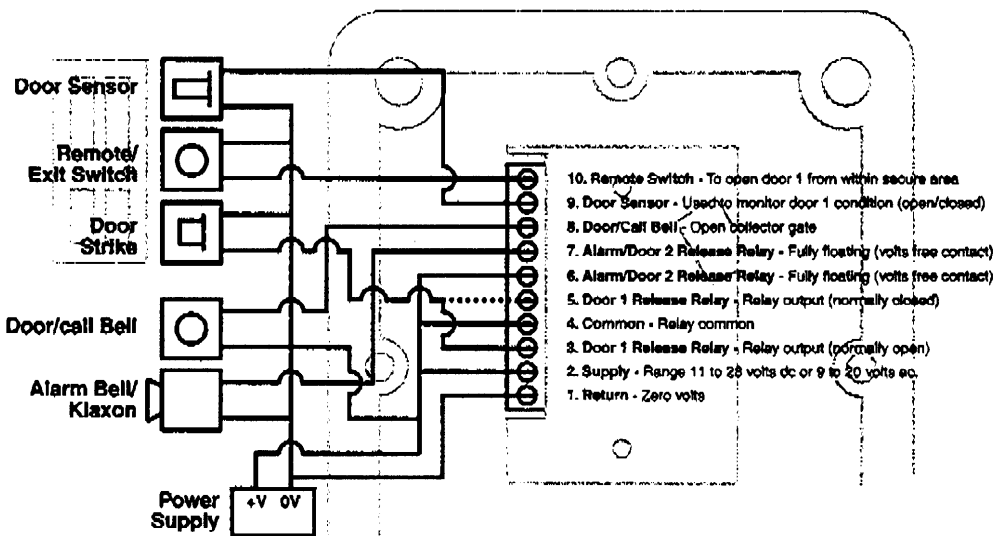 Door Sensor
Remote/
Exit Switch
Door
Strike
Door/call Bell
Alarm Bell/
Klaxon
Power
Supply
+V 0V
10. Remote Switch - To open door 1 from within secure area
9. Door Sensor - Used to monitor door 1 condition (open/closed)
8. Door/Call Bell - Open collector gate
7. Alarm/Door 2 Release Relay - Fully floating (volts free contact)
6. Alarm/Door 2 Release Relay - Fully floating (volts free contact)
5. Door 1 Release Relay - Relay output (normally closed)
4. Common - Relay common
3. Door 1 Release Relay - Relay output (normally open)
2. Supply - Range 11 to 28 volts dc or 9 to 20 volts ac.
1. Return - Zero volts